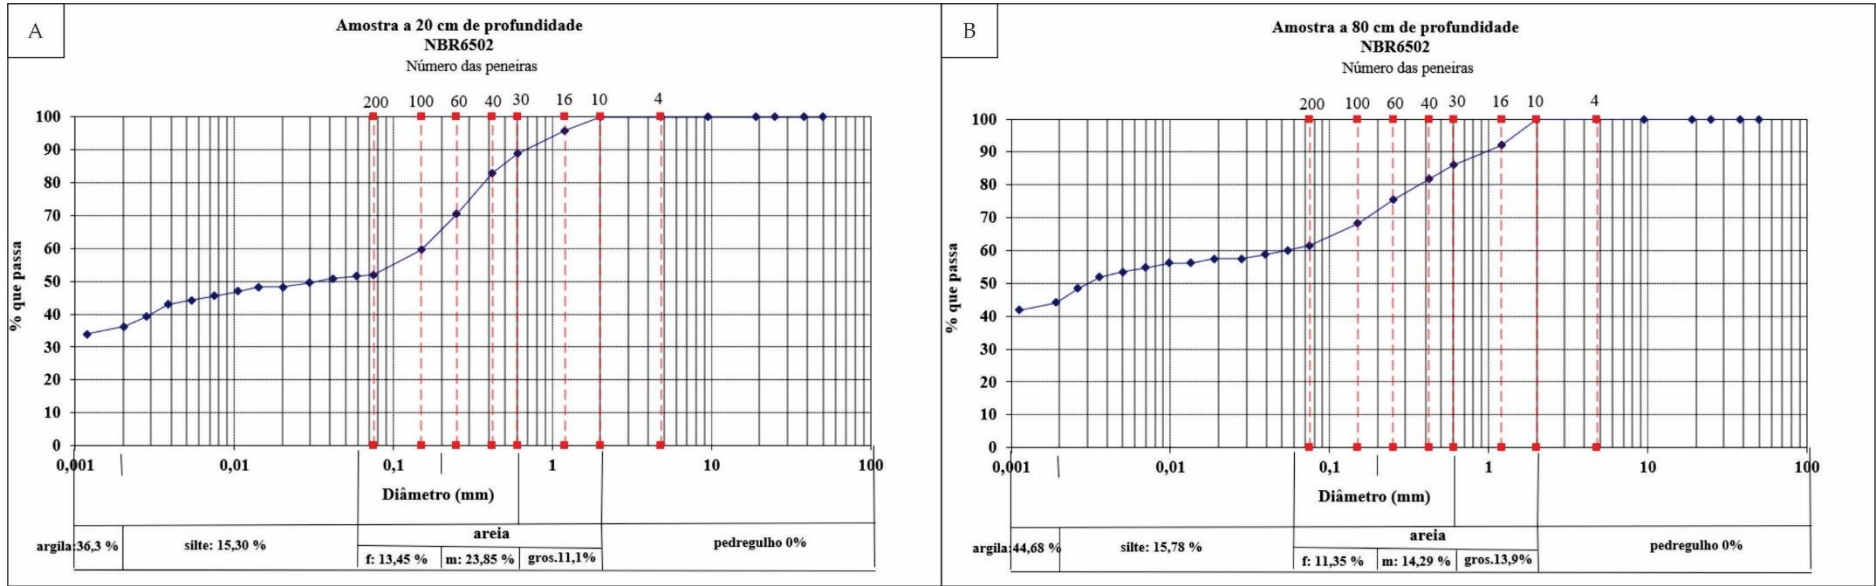 A
Amostra a 20 cm de profundidade
NBR6502
Número das peneiras
200 100 60 40 30 16 10 4
100
90
80
70
60
50
40
30
20
10
0
% que passa
0,001 0,01 0,1 1 10 100
Diâmetro (mm)
argila:36,3 %
silte: 15,30 %
areia
f: 13,45 % m: 23,85 % gros.11,1%
pedregulho 0%
B
Amostra a 80 cm de profundidade
NBR6502
Número das peneiras
200 100 60 40 30 16 10 4
100
90
80
70
60
50
40
30
20
10
0
% que passa
0,001 0,01 0,1 1 10 100
Diâmetro (mm)
argila:44,68 %
silte: 15,78 %
areia
f: 11,35 % m: 14,29 % gros.13,9%
pedregulho 0%